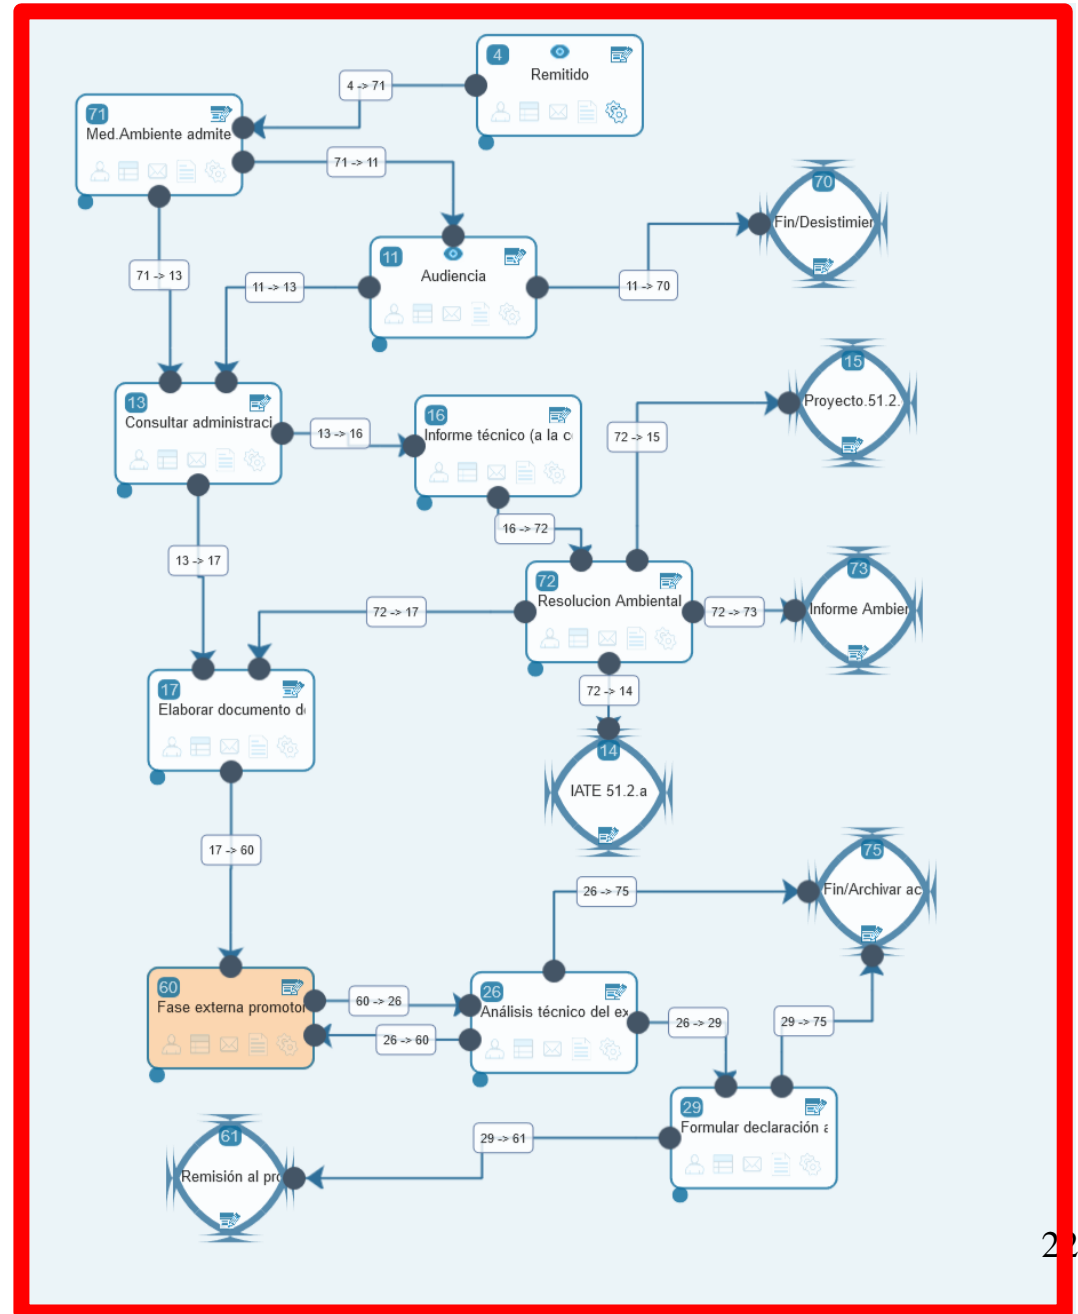 4
Remitido
4 -> 71
71
Med.Ambiente admite
71 -> 11
70
Fin/Desistimier
11
Audiencia
71 -> 13
11 -> 13
11 -> 70
15
Proyecto.51.2.
13
Consultar administraci
16
Informe técnico (a la c
13 -> 16
72 -> 15
16 -> 72
13 -> 17
72
Resolucion Ambiental
73
Informe Ambier
72 -> 17
72 -> 73
17
Elaborar documento d
72 -> 14
14
IATE 51.2.a
17 -> 60
75
Fin/Archivar ac
26 -> 75
60
Fase externa promotor
60 -> 26
26 -> 60
26
Análisis técnico del ex
26 -> 29
29 -> 75
29
Formular declaración a
29 -> 61
61
Remisión al pro
22